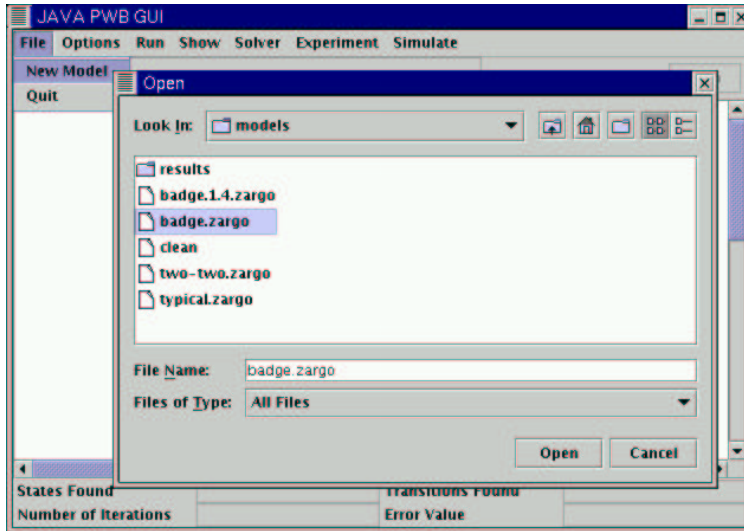 JAVA PWB GUI
File Options Run Show Solver Experiment Simulate
New Model
Quit
Open
Look In: models
results
badge.1.4.zargo
badge.zargo
clean
two-two.zargo
typical.zargo
File Name: badge.zargo
Files of Type: All Files
Open Cancel
States Found Transitions Found
Number of Iterations Error Value